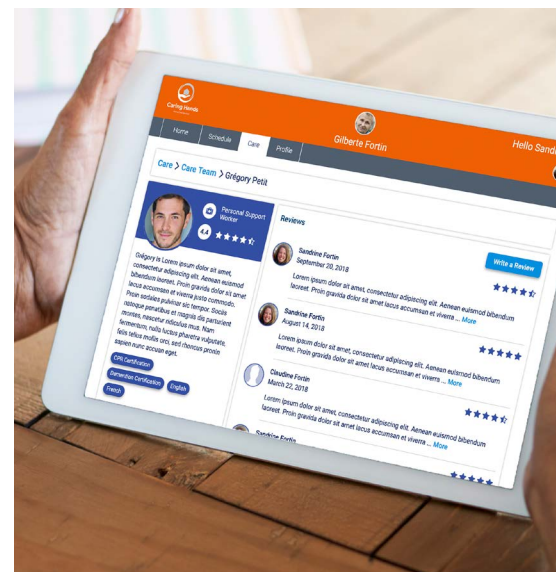 Caring Hands
Gilberte Fortin
Hello Sand
Home Schedule Care Profile
Care > Care Team > Grégory Petit
Personal Support
Worker
4.4
Grégory is Lorem ipsum dolor sit amet,
consectetur adipiscing elit. Aenean euismod
bibendum laoreet. Proin gravida dolor sit amet
lacus accumsan et viverra justo commodo.
Proin sodales pulvinar sic tempor. Sociis
natoque penatibus et magnis dis parturient
montes, nascetur ridiculus mus. Nam
fermentum, nulla luctus pharetra vulputate,
felis tellus mollis orci, sed rhoncus pronin
sapien nunc accuan eget.
CPR Certification
Demention Certification
English
French
Reviews
Write a Review
Sandrine Fortin
September 20, 2018
Lorem ipsum dolor sit amet, consectetur adipiscing elit. Aenean euismod bibendum
laoreet. Proin gravida dolor sit amet lacus accumsan et viverra ... More
Sandrine Fortin
August 14, 2018
Lorem ipsum dolor sit amet, consectetur adipiscing elit. Aenean euismod bibendum
laoreet. Proin gravida dolor sit amet lacus accumsan et viverra ... More
Claudine Fortin
March 22, 2018
Lorem ipsum dolor sit amet, consectetur adipiscing elit. Aenean euismod bibendum
laoreet. Proin gravida dolor sit amet lacus accumsan et viverra ... More
Sandrine Fortin